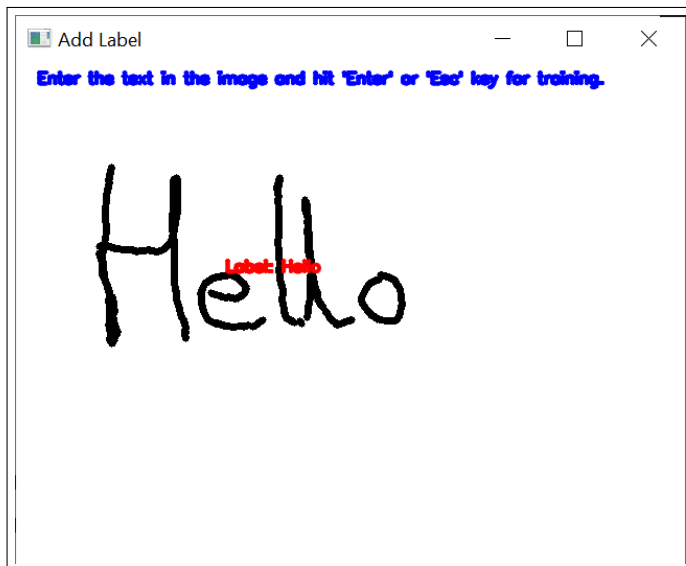 Add Label
Enter the text in the image and hit 'Enter' or 'Esc' key for training.
Hello
Label: Hello